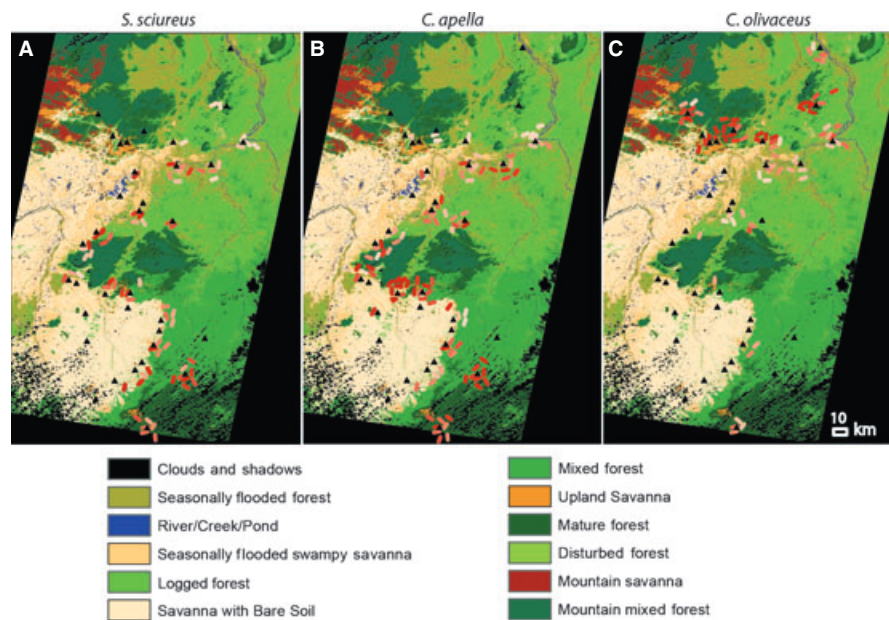 S. sciureus
C. apella
C. olivaceus
A
B
C
10
km
Clouds and shadows
Seasonally flooded forest
River/Creek/Pond
Seasonally flooded swampy savanna
Logged forest
Savanna with Bare Soil
Mixed forest
Upland Savanna
Mature forest
Disturbed forest
Mountain savanna
Mountain mixed forest